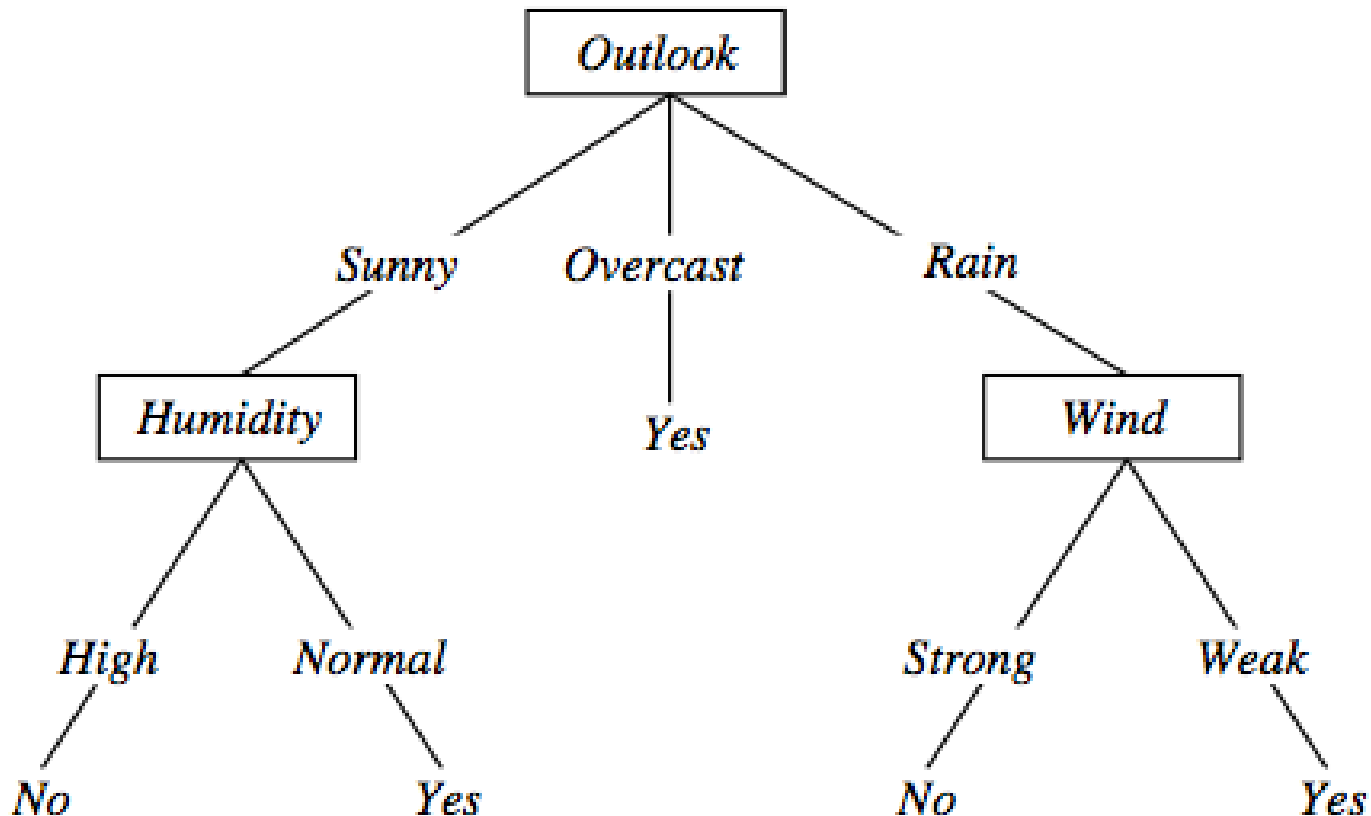 Outlook
Sunny Overcast Rain
Humidity Yes Wind
High Normal Strong Weak
No Yes No Yes